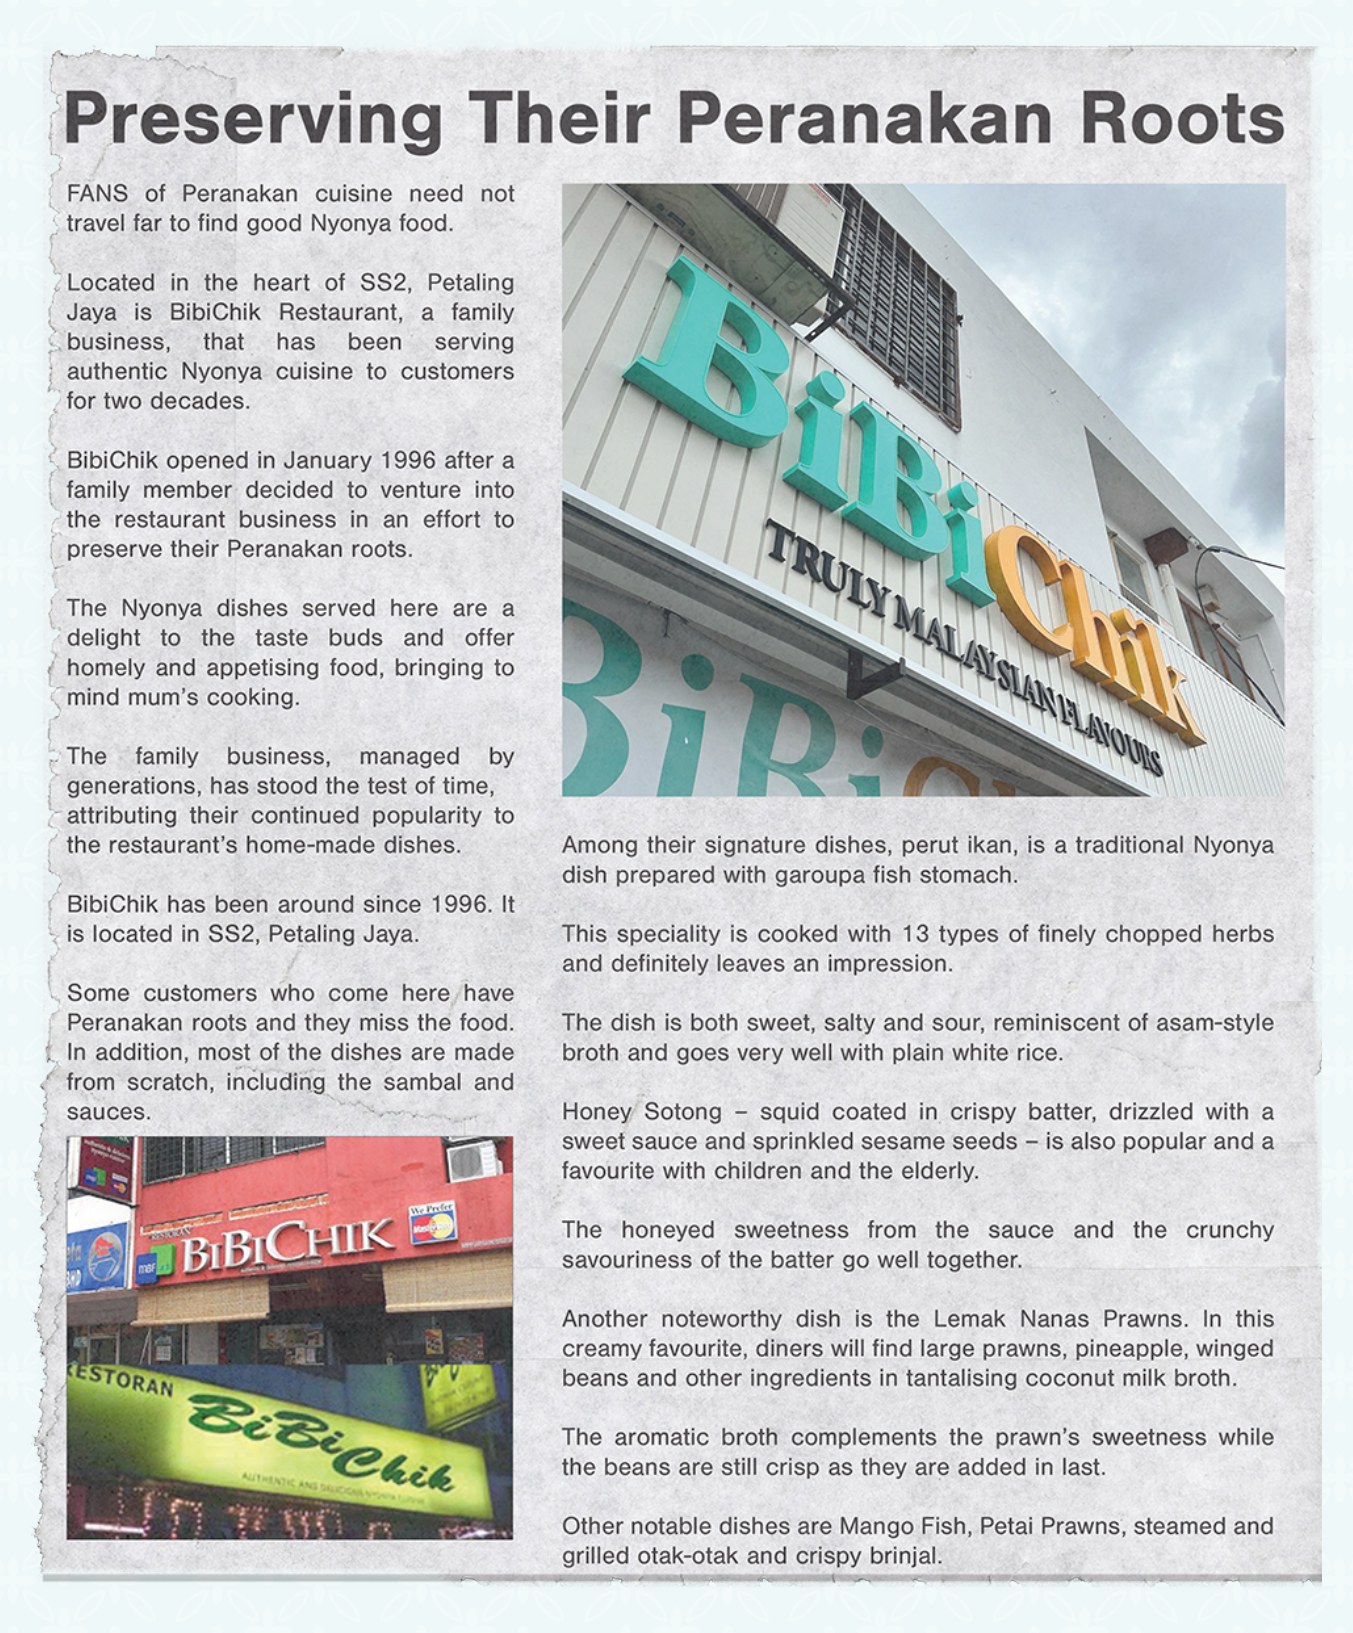 Preserving Their Peranakan Roots
FANS of Peranakan cuisine need not
travel far to find good Nyonya food.
Located in the heart of SS2, Petaling
Jaya is BibiChik Restaurant, a family
business, that has been serving
authentic Nyonya cuisine to customers
for two decades.
BibiChik opened in January 1996 after a
family member decided to venture into
the restaurant business in an effort to
preserve their Peranakan roots.
The Nyonya dishes served here are a
delight to the taste buds and offer
homely and appetising food, bringing to
mind mum's cooking.
The family business, managed by
generations, has stood the test of time,
attributing their continued popularity to
the restaurant's home-made dishes.
BibiChik has been around since 1996. It
is located in SS2, Petaling Jaya.
Some customers who come here have
Peranakan roots and they miss the food.
In addition, most of the dishes are made
from scratch, including the sambal and
sauces.
RESTORAN
BiBiCHiK
We Prefer
MasterCard
MBF
RESTORAN
BiBiChik
AUTHENTIC AND DELICIOUS NYONYA CUISINE
BiBiChik
TRULY MALAYSIAN FLAVOURS
BiBiC
Among their signature dishes, perut ikan, is a traditional Nyonya
dish prepared with garoupa fish stomach.
This speciality is cooked with 13 types of finely chopped herbs
and definitely leaves an impression.
The dish is both sweet, salty and sour, reminiscent of asam-style
broth and goes very well with plain white rice.
Honey Sotong – squid coated in crispy batter, drizzled with a
sweet sauce and sprinkled sesame seeds – is also popular and a
favourite with children and the elderly.
The honeyed sweetness from the sauce and the crunchy
savouriness of the batter go well together.
Another noteworthy dish is the Lemak Nanas Prawns. In this
creamy favourite, diners will find large prawns, pineapple, winged
beans and other ingredients in tantalising coconut milk broth.
The aromatic broth complements the prawn's sweetness while
the beans are still crisp as they are added in last.
Other notable dishes are Mango Fish, Petai Prawns, steamed and
grilled otak-otak and crispy brinjal.